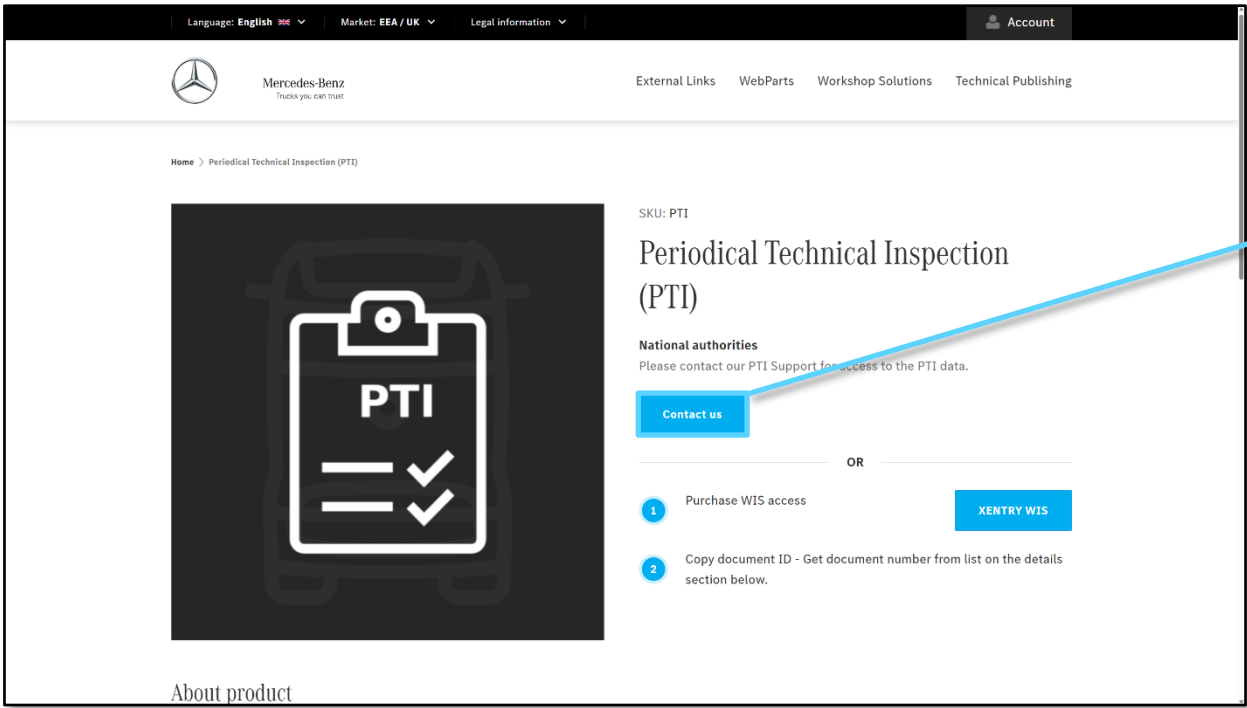 Language: English
Market: EEA / UK
Legal information
Account
Mercedes-Benz
Trucks you can trust
External Links
WebParts
Workshop Solutions
Technical Publishing
Home > Periodical Technical Inspection (PTI)
PTI
SKU: PTI
Periodical Technical Inspection
(PTI)
National authorities
Please contact our PTI Support for access to the PTI data.
Contact us
OR
1
Purchase WIS access
XENTRY WIS
2
Copy document ID - Get document number from list on the details
section below.
About product